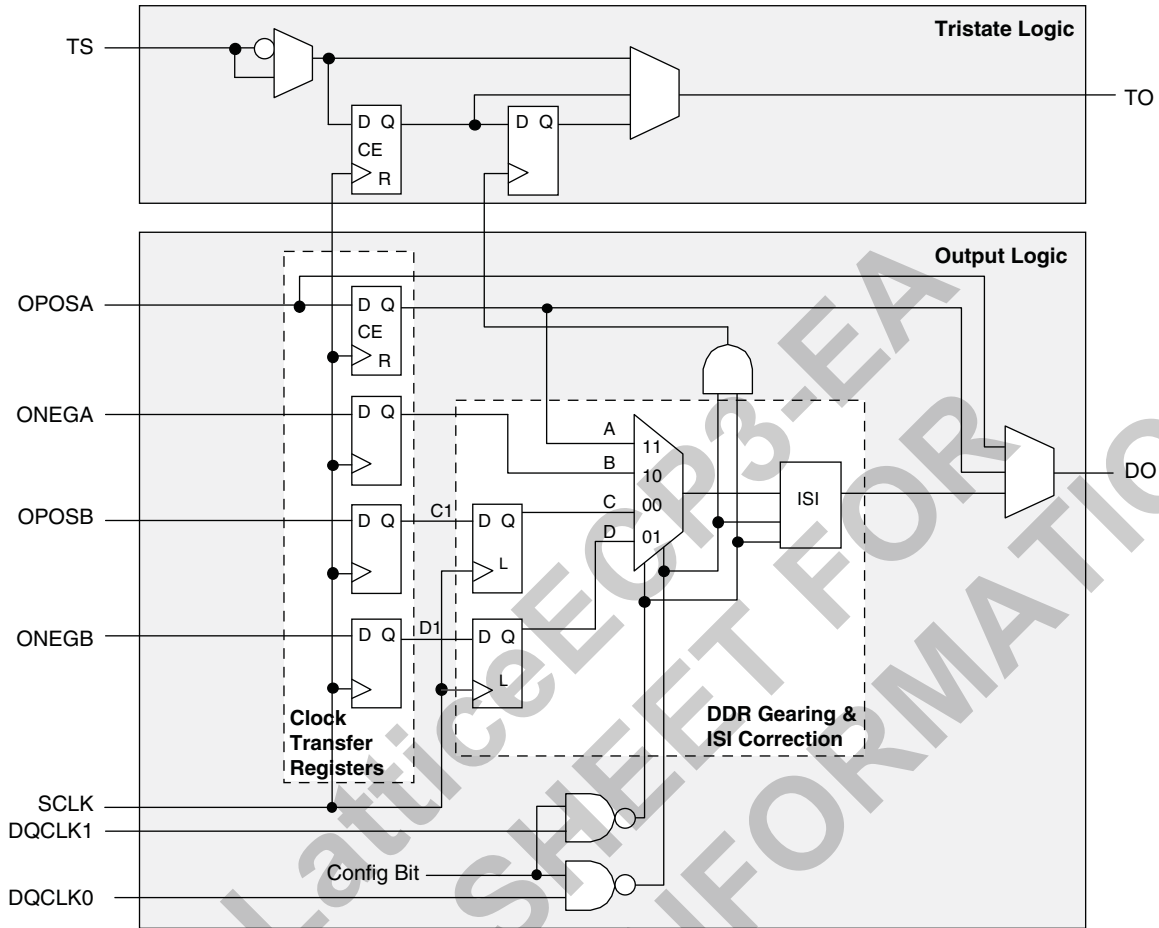 Tristate Logic
TS
TO
D Q
CE
R
D Q
Output Logic
OPOSA
D Q
CE
R
ONEGA
D Q
OPOSB
D Q
C1
D Q
L
ONEGB
D Q
D1
D Q
L
A
B
C
D
11
10
00
01
ISI
DO
Clock
Transfer
Registers
DDR Gearing &
ISI Correction
SCLK
DQCLK1
Config Bit
DQCLK0
LatticeECP3-EA
SHEET FOR